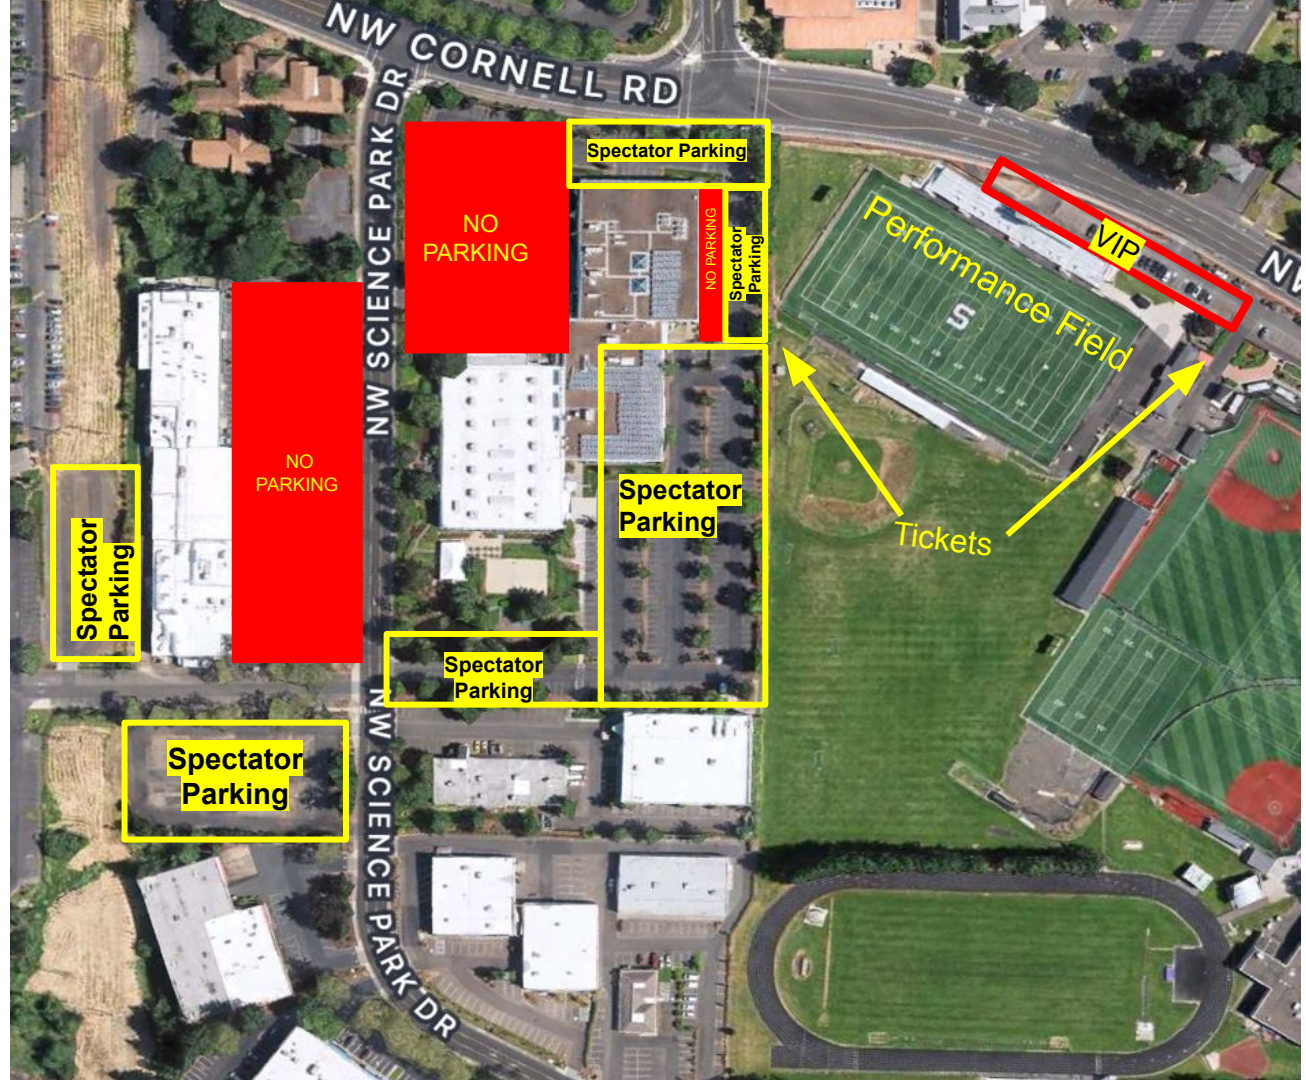 NW CORNELL RD
NW SCIENCE PARK DR
Spectator Parking
NO
PARKING
NO PARKING
Spectator
Parking
Performance Field
VIP
NW
S
NO
PARKING
Spectator
Parking
Tickets
Spectator
Parking
Spectator
Parking
NW SCIENCE PARK DR
Spectator
Parking